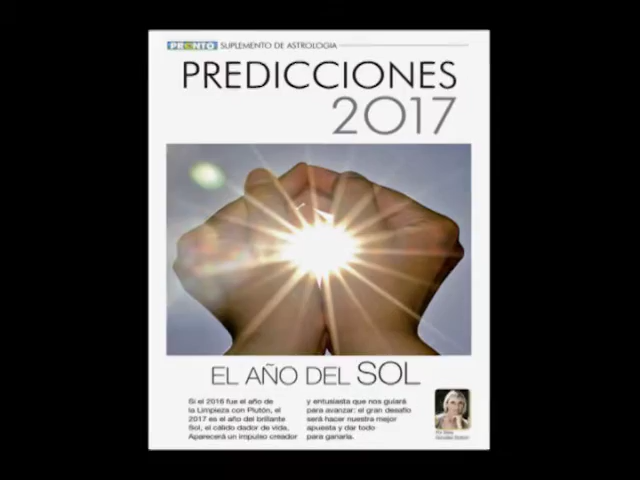 PRONTO SUPLEMENTO DE ASTROLOGIA
PREDICCIONES
2017
EL AÑO DEL SOL
Si el 2016 fue el año de
la Limpieza con Plutón, el
2017 es el año del brillante
Sol, el cálido dador de vida,
Aparecerá un impulso creador
y entusiasta que nos guiará
para avanzar: el gran desafío
será hacer nuestra mejor
apuesta y dar todo
para ganarla.